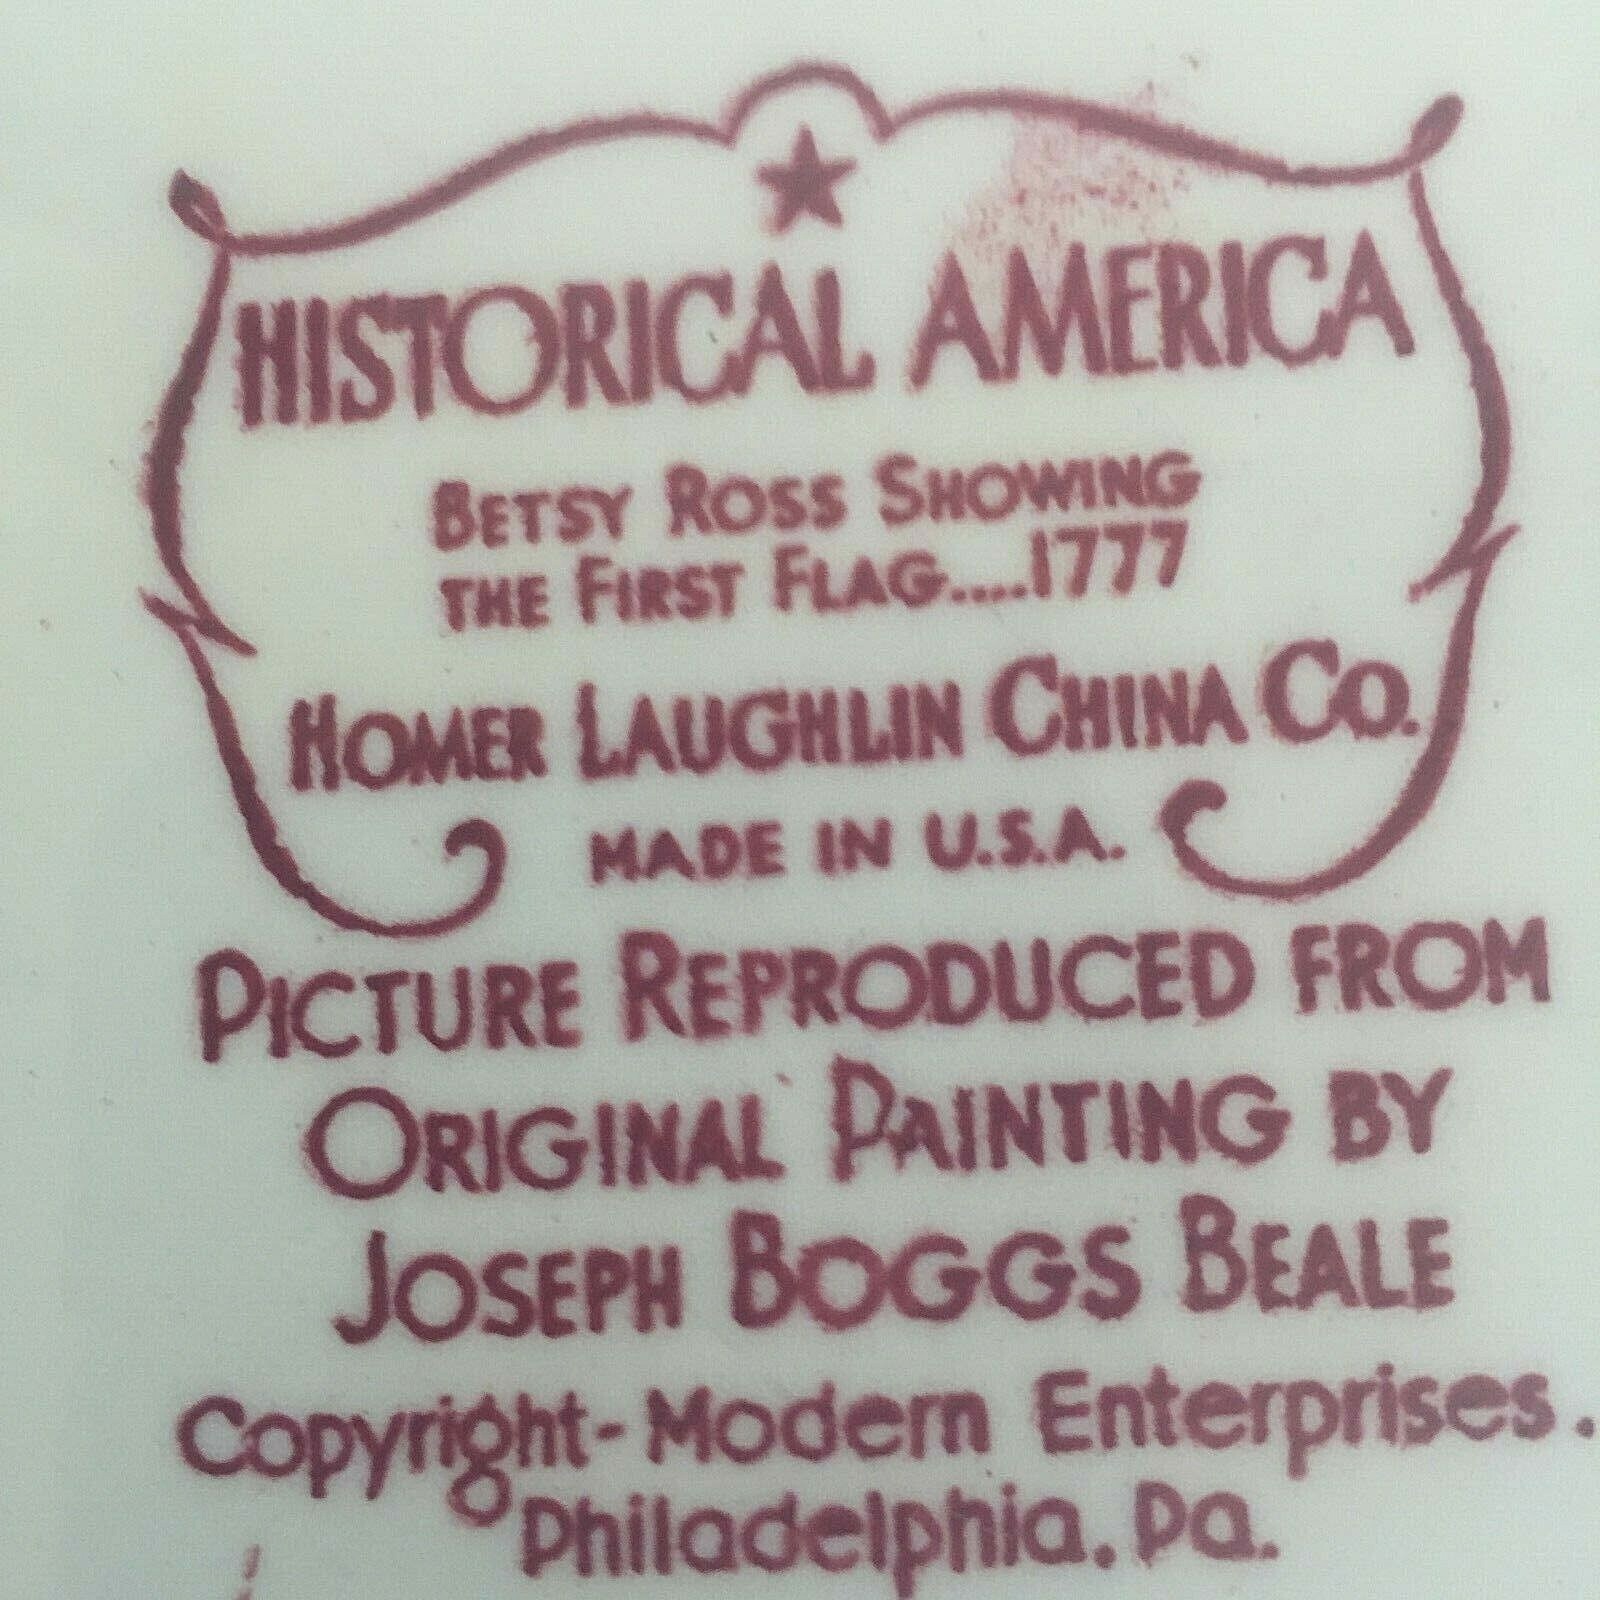 HISTORICAL AMERICA
BETSY ROSS SHOWING
THE FIRST FLAG....1777
HOMER LAUGHLIN CHINA CO.
MADE IN U.S.A.
PICTURE REPRODUCED FROM
ORIGINAL PAINTING BY
JOSEPH BOGGS BEALE
Copyright-Modern Enterprises.
Philadelphia. Pa.